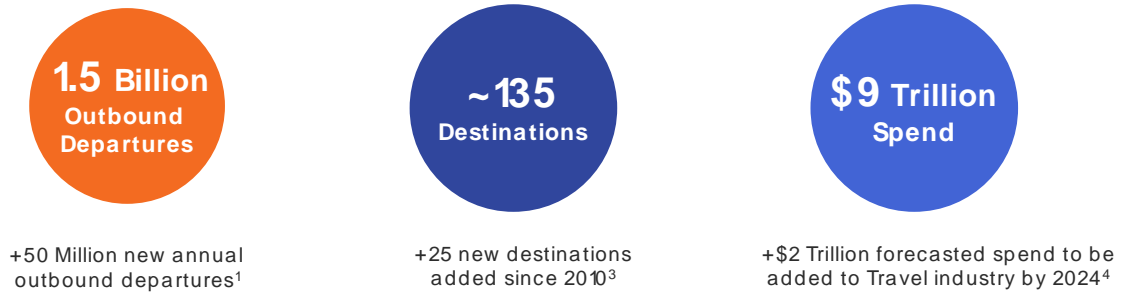 1.5 Billion
Outbound
Departures
~135
Destinations
$9 Trillion
Spend
+50 Million new annual
outbound departures¹
+25 new destinations
added since 2010³
+$2 Trillion forecasted spend to be
added to Travel industry by 2024⁴